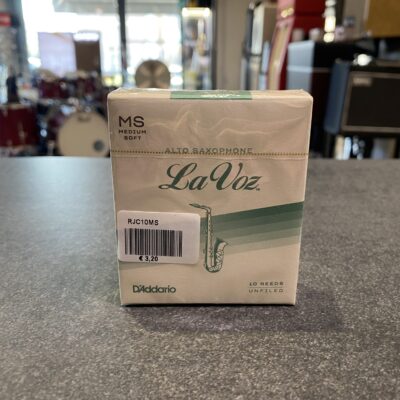 MS
MEDIUM
SOFT
ALTO SAXOPHONE
La Voz
RJC10MS
€ 3,20
D'Addario
10 REEDS
UNFILED